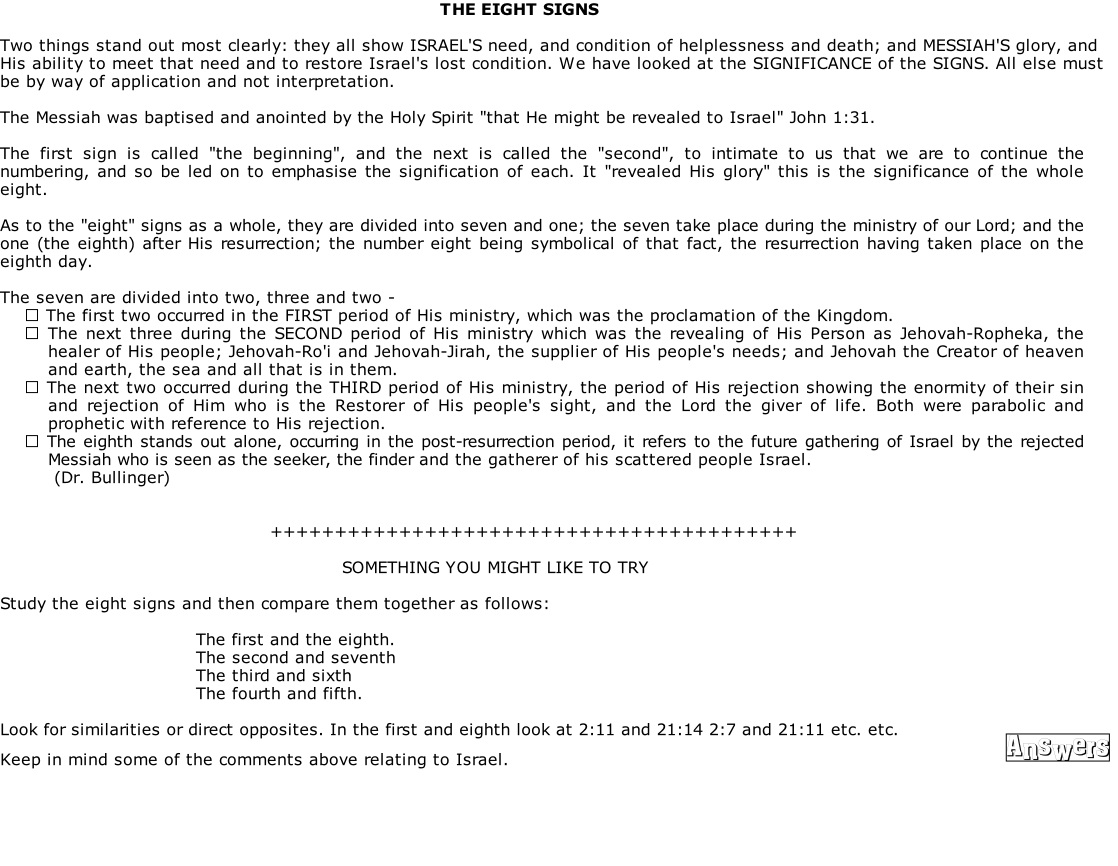 THE EIGHT SIGNS
Two things stand out most clearly: they all show ISRAEL'S need, and condition of helplessness and death; and MESSIAH'S glory, and
His ability to meet that need and to restore Israel's lost condition. We have looked at the SIGNIFICANCE of the SIGNS. All else must
be by way of application and not interpretation.
The Messiah was baptised and anointed by the Holy Spirit "that He might be revealed to Israel" John 1:31.
The first sign is called "the beginning", and the next is called the "second", to intimate to us that we are to continue the
numbering, and so be led on to emphasise the signification of each. It "revealed His glory" this is the significance of the whole
eight.
As to the "eight" signs as a whole, they are divided into seven and one; the seven take place during the ministry of our Lord; and the
one (the eighth) after His resurrection; the number eight being symbolical of that fact, the resurrection having taken place on the
eighth day.
The seven are divided into two, three and two -
☐ The first two occurred in the FIRST period of His ministry, which was the proclamation of the Kingdom.
☐ The next three during the SECOND period of His ministry which was the revealing of His Person as Jehovah-Ropheka, the
healer of His people; Jehovah-Ro'i and Jehovah-Jirah, the supplier of His people's needs; and Jehovah the Creator of heaven
and earth, the sea and all that is in them.
☐ The next two occurred during the THIRD period of His ministry, the period of His rejection showing the enormity of their sin
and rejection of Him who is the Restorer of His people's sight, and the Lord the giver of life. Both were parabolic and
prophetic with reference to His rejection.
☐ The eighth stands out alone, occurring in the post-resurrection period, it refers to the future gathering of Israel by the rejected
Messiah who is seen as the seeker, the finder and the gatherer of his scattered people Israel.
(Dr. Bullinger)
+++++++++++++++++++++++++++++++++++++++++
SOMETHING YOU MIGHT LIKE TO TRY
Study the eight signs and then compare them together as follows:
The first and the eighth.
The second and seventh
The third and sixth
The fourth and fifth.
Look for similarities or direct opposites. In the first and eighth look at 2:11 and 21:14 2:7 and 21:11 etc. etc.
Answers
Keep in mind some of the comments above relating to Israel.